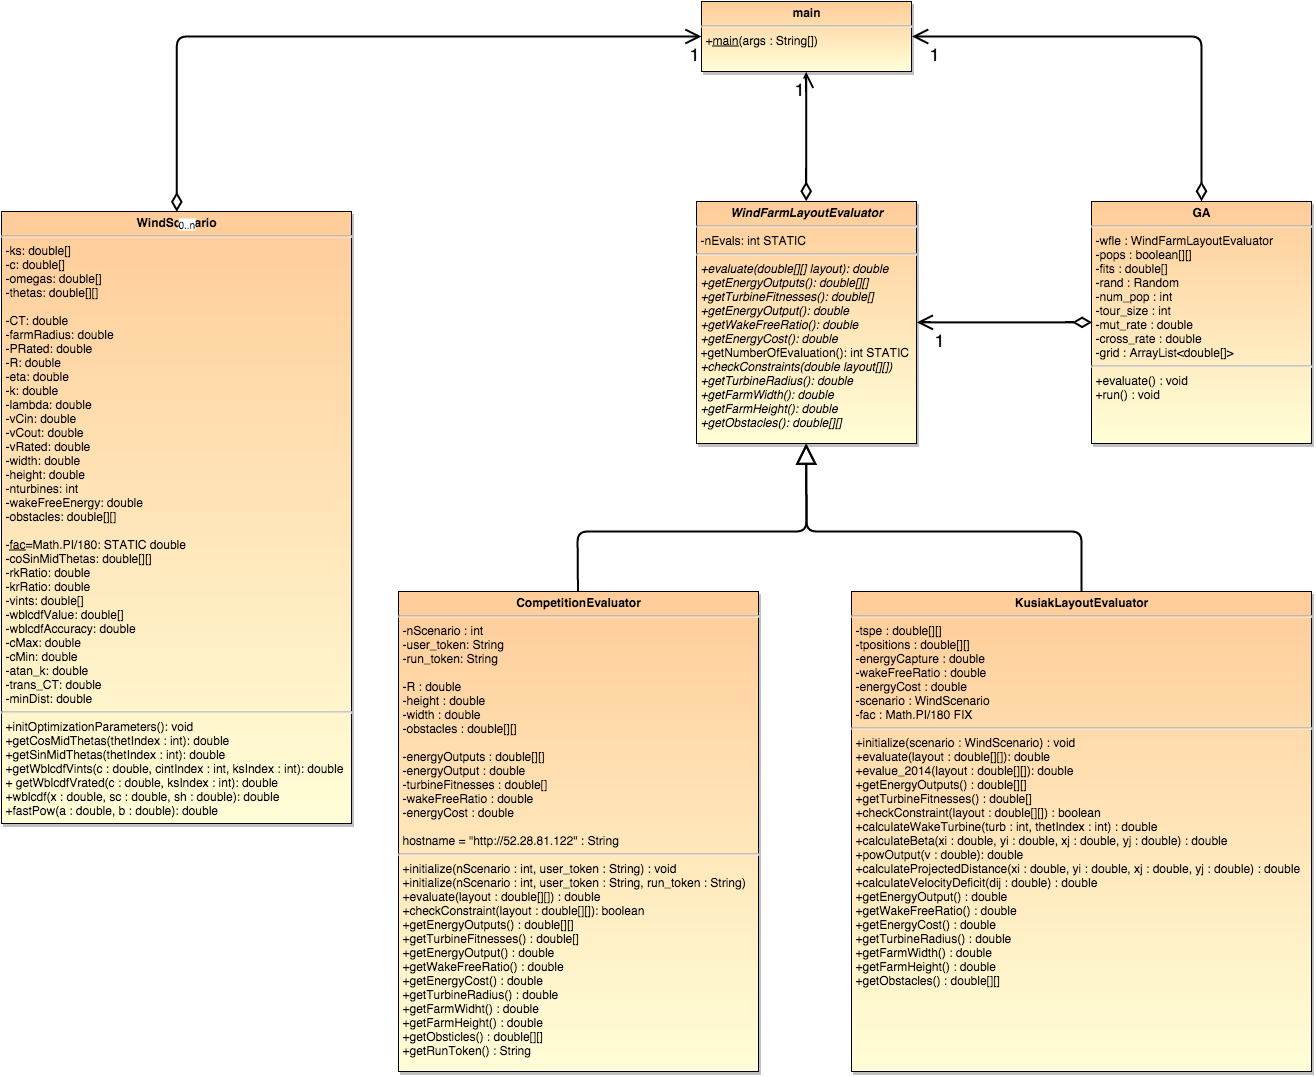 main
+main(args : String[])
1
1
1
WindScenario
0..n
-ks: double[]
-c: double[]
-omegas: double[]
-thetas: double[][]
-CT: double
-farmRadius: double
-PRated: double
-R: double
-eta: double
-k: double
-lambda: double
-vCin: double
-vCout: double
-vRated: double
-width: double
-height: double
-nturbines: int
-wakeFreeEnergy: double
-obstacles: double[][]
-fac=Math.PI/180: STATIC double
-coSinMidThetas: double[][]
-rkRatio: double
-krRatio: double
-vints: double[]
-wblcdfValue: double[]
-wblcdfAccuracy: double
-cMax: double
-cMin: double
-atan_k: double
-trans_CT: double
-minDist: double
+initOptimizationParameters(): void
+getCosMidThetas(thetIndex : int): double
+getSinMidThetas(thetIndex : int): double
+getWblcdfVints(c : double, cintIndex : int, ksIndex : int): double
+ getWblcdfVrated(c : double, ksIndex : int): double
+wblcdf(x : double, sc : double, sh : double): double
+fastPow(a : double, b : double): double
WindFarmLayoutEvaluator
-nEvals: int STATIC
+evaluate(double[][] layout): double
+getEnergyOutputs(): double[][]
+getTurbineFitnesses(): double[]
+getEnergyOutput(): double
+getWakeFreeRatio(): double
+getEnergyCost(): double
+getNumberOfEvaluation(): int STATIC
+checkConstraints(double layout[][])
+getTurbineRadius(): double
+getFarmWidth(): double
+getFarmHeight(): double
+getObstacles(): double[][]
1
GA
-wfle : WindFarmLayoutEvaluator
-pops : boolean[][]
-fits : double[]
-rand : Random
-num_pop : int
-tour_size : int
-mut_rate : double
-cross_rate : double
-grid : ArrayList<double[]>
+evaluate() : void
+run() : void
CompetitionEvaluator
-nScenario : int
-user_token: String
-run_token: String
-R : double
-height : double
-width : double
-obstacles : double[][]
-energyOutputs : double[][]
-energyOutput : double
-turbineFitnesses : double[]
-wakeFreeRatio : double
-energyCost : double
hostname = "http://52.28.81.122" : String
+initialize(nScenario : int, user_token : String) : void
+initialize(nScenario : int, user_token : String, run_token : String)
+evaluate(layout : double[][]) : double
+checkConstraint(layout : double[][]): boolean
+getEnergyOutputs() : double[][]
+getTurbineFitnesses() : double[]
+getEnergyOutput() : double
+getWakeFreeRatio() : double
+getEnergyCost() : double
+getTurbineRadius() : double
+getFarmWidht() : double
+getFarmHeight() : double
+getObsticles() : double[][]
+getRunToken() : String
KusiakLayoutEvaluator
-tspe : double[][]
-tpositions : double[][]
-energyCapture : double
-wakeFreeRatio : double
-energyCost : double
-scenario : WindScenario
-fac : Math.PI/180 FIX
+initialize(scenario : WindScenario) : void
+evaluate(layout : double[][]): double
+evalue_2014(layout : double[][]): double
+getEnergyOutputs() : double[][]
+getTurbineFitnesses() : double[]
+checkConstraint(layout : double[][]) : boolean
+calculateWakeTurbine(turb : int, thetIndex : int) : double
+calculateBeta(xi : double, yi : double, xj : double, yj : double) : double
+powOutput(v : double): double
+calculateProjectedDistance(xi : double, yi : double, xj : double, yj : double) : double
+calculateVelocityDeficit(dij : double) : double
+getEnergyOutput() : double
+getWakeFreeRatio() : double
+getEnergyCost() : double
+getTurbineRadius() : double
+getFarmWidth() : double
+getFarmHeight() : double
+getObstacles() : double[][]